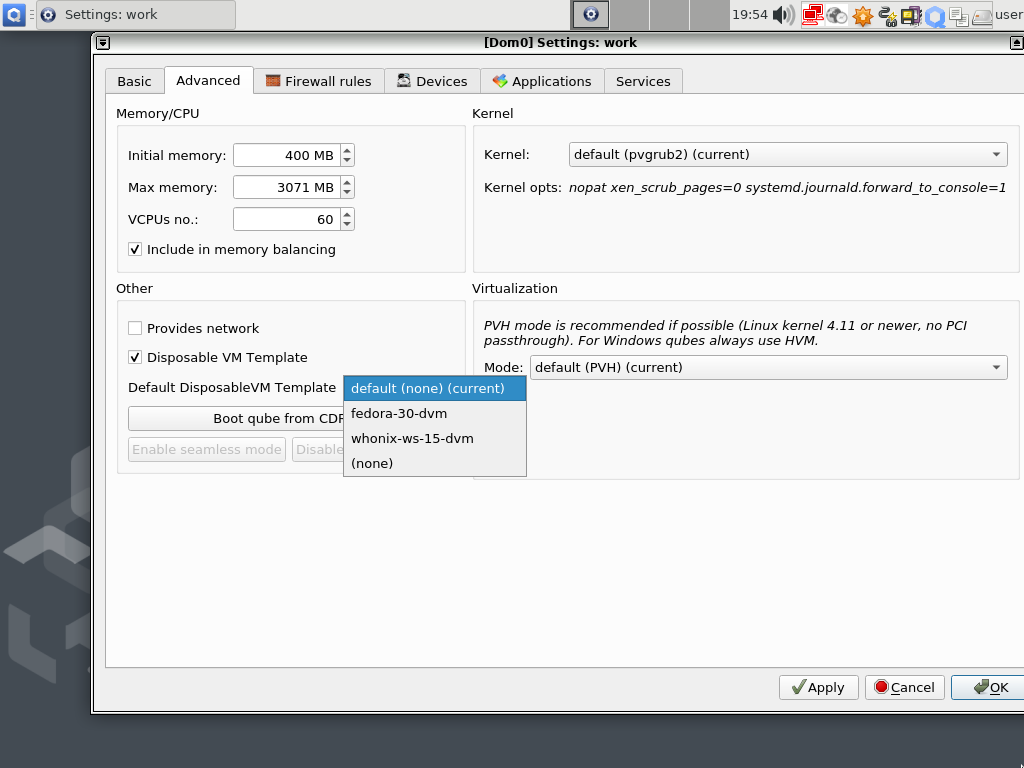 Settings: work
19:54
user
[Dom0] Settings: work
Basic
Advanced
Firewall rules
Devices
Applications
Services
Memory/CPU
Initial memory: 400 MB
Max memory: 3071 MB
VCPUs no.: 60
Include in memory balancing
Kernel
Kernel: default (pvgrub2) (current)
Kernel opts: nopat xen_scrub_pages=0 systemd.journald.forward_to_console=1
Other
Provides network
Disposable VM Template
Default DisposableVM Template
default (none) (current)
fedora-30-dvm
whonix-ws-15-dvm
(none)
Boot qube from CDR
Enable seamless mode
Disable
Virtualization
PVH mode is recommended if possible (Linux kernel 4.11 or newer, no PCI
passthrough). For Windows qubes always use HVM.
Mode: default (PVH) (current)
Apply
Cancel
OK